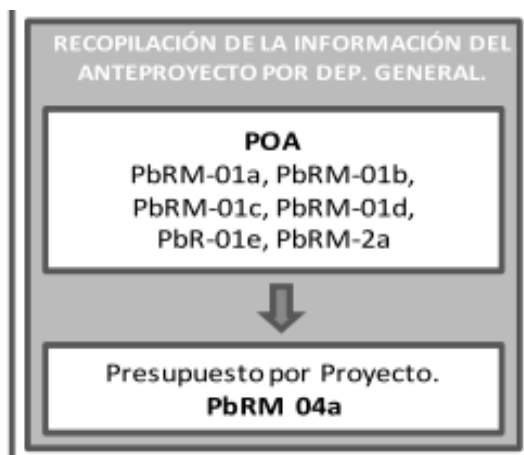 RECOPILACIÓN DE LA INFORMACIÓN DEL
ANTEPROYECTO POR DEP. GENERAL.
POA
PbRM-01a, PbRM-01b,
PbRM-01c, PbRM-01d,
PbR-01e, PbRM-2a
Presupuesto por Proyecto.
PbRM 04a